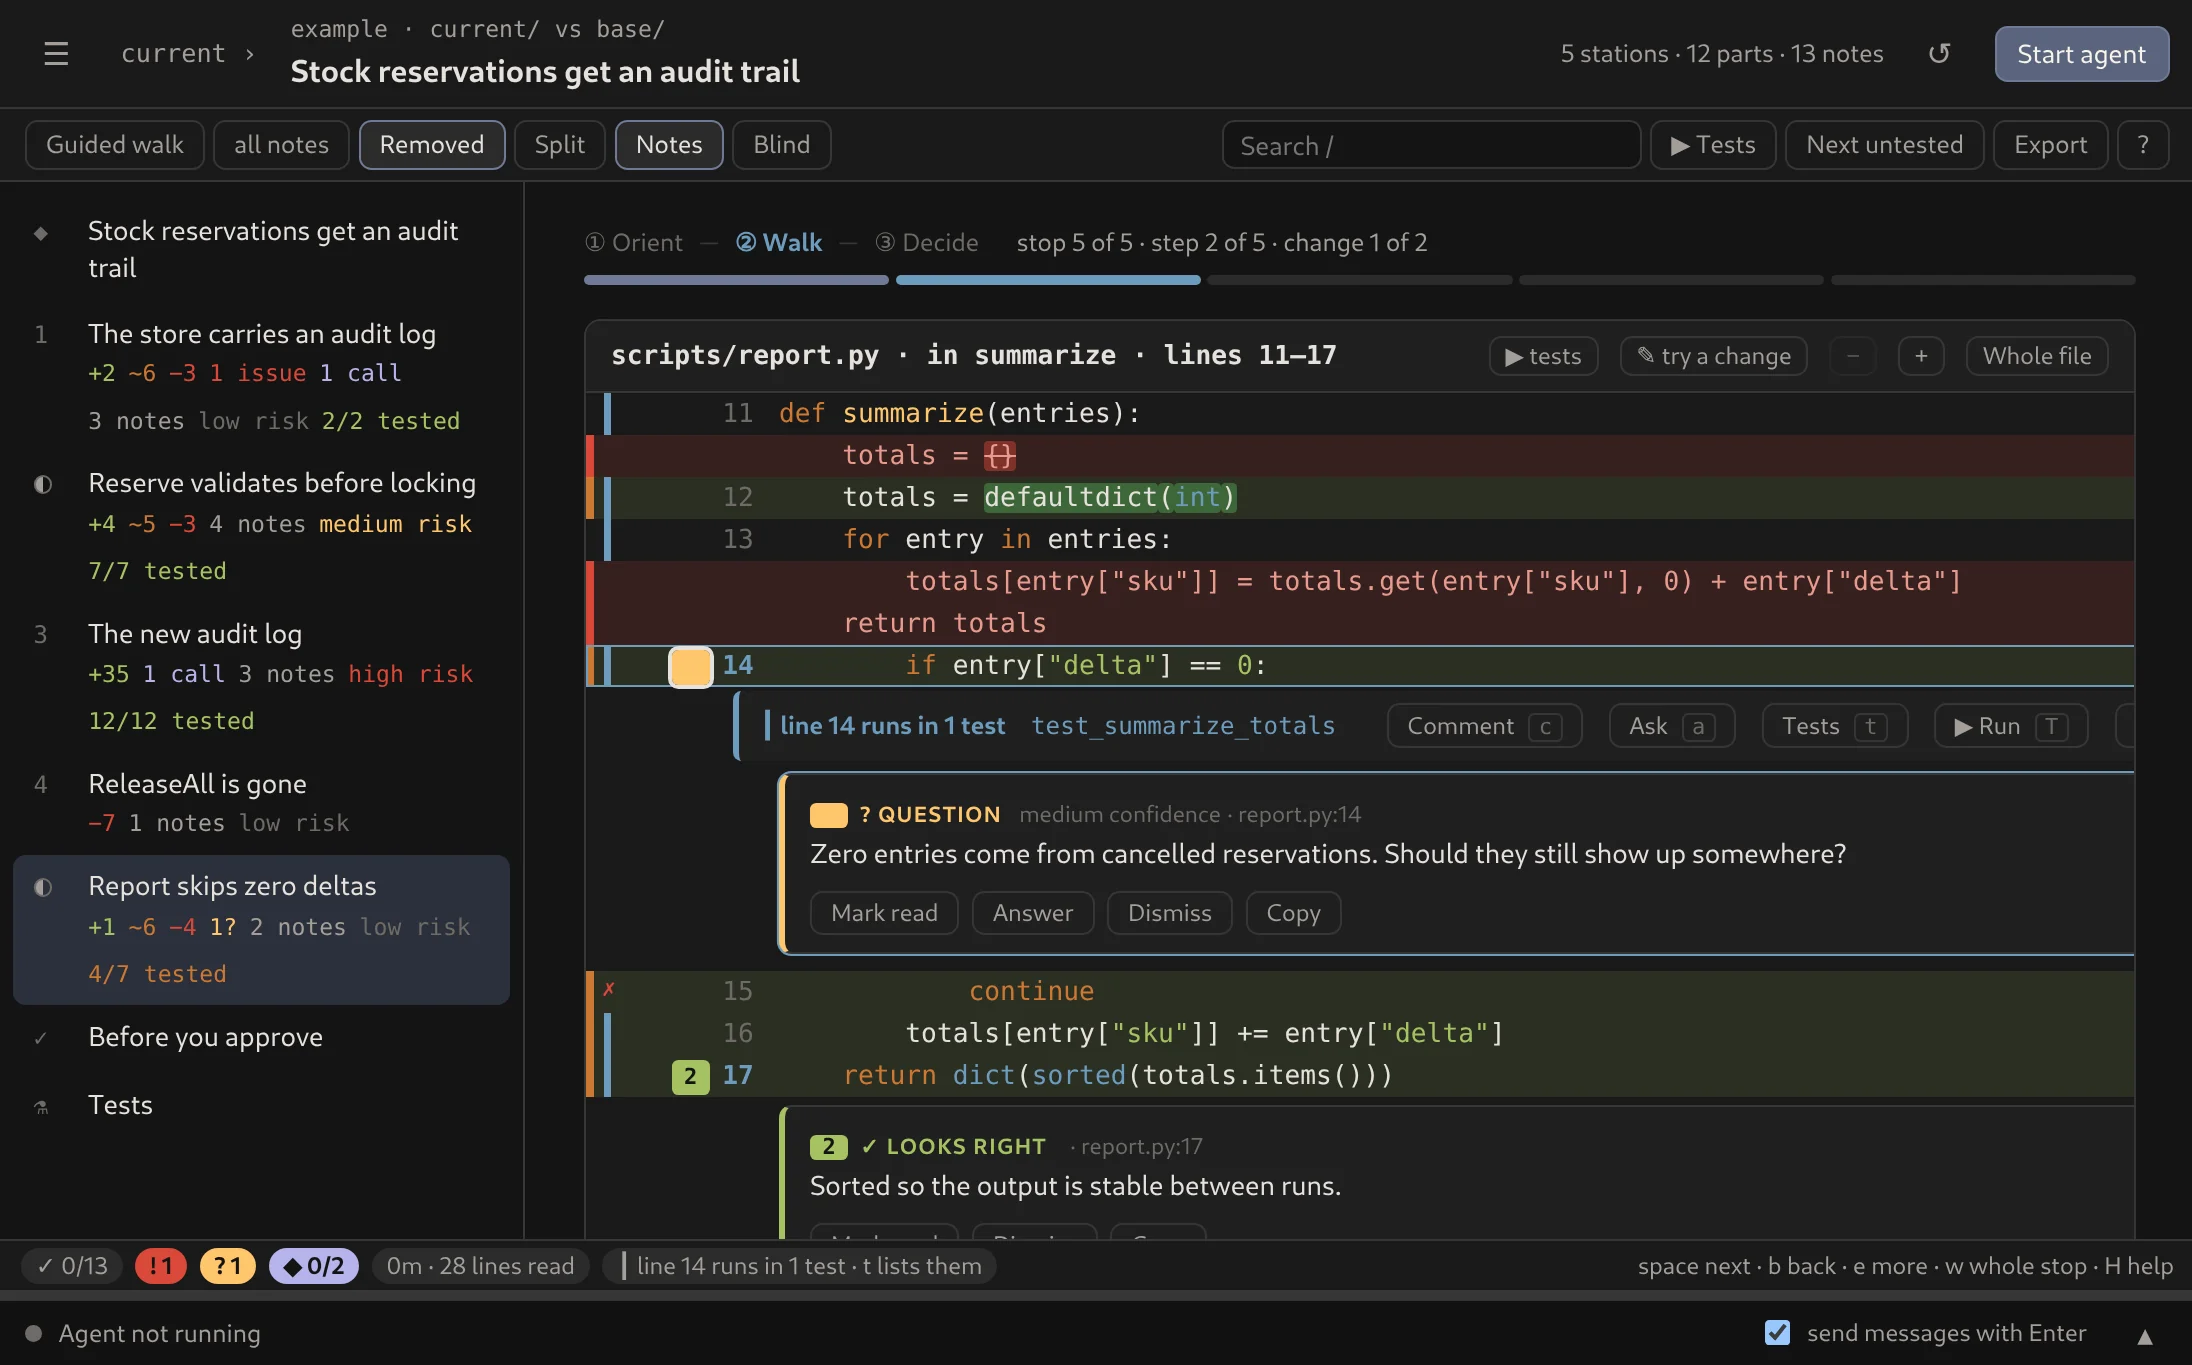 ☰ current › example · current/ vs base/
Stock reservations get an audit trail
5 stations · 12 parts · 13 notes ↺ Start agent
Guided walk all notes Removed Split Notes Blind Search / ▶ Tests Next untested Export ?
◆ Stock reservations get an audit
trail
1 The store carries an audit log
+2 ~6 −3 1 issue 1 call
3 notes low risk 2/2 tested
◐ Reserve validates before locking
+4 ~5 −3 4 notes medium risk
7/7 tested
3 The new audit log
+35 1 call 3 notes high risk
12/12 tested
4 ReleaseAll is gone
−7 1 notes low risk
◐ Report skips zero deltas
+1 ~6 −4 1? 2 notes low risk
4/7 tested
✓ Before you approve
⚗ Tests
① Orient — ② Walk — ③ Decide stop 5 of 5 · step 2 of 5 · change 1 of 2
scripts/report.py · in summarize · lines 11–17 ▶ tests ✎ try a change − + Whole file
11 def summarize(entries):
totals = {}
12 totals = defaultdict(int)
13 for entry in entries:
totals[entry["sku"]] = totals.get(entry["sku"], 0) + entry["delta"]
return totals
14 if entry["delta"] == 0:
line 14 runs in 1 test test_summarize_totals Comment c Ask a Tests t ▶ Run T
? QUESTION medium confidence · report.py:14
Zero entries come from cancelled reservations. Should they still show up somewhere?
Mark read Answer Dismiss Copy
✗ 15 continue
16 totals[entry["sku"]] += entry["delta"]
2 17 return dict(sorted(totals.items()))
2 ✓ LOOKS RIGHT · report.py:17
Sorted so the output is stable between runs.
✓ 0/13 ! 1 ? 1 ◆ 0/2 0m · 28 lines read line 14 runs in 1 test · t lists them space next · b back · e more · w whole stop · H help
Agent not running send messages with Enter ▲